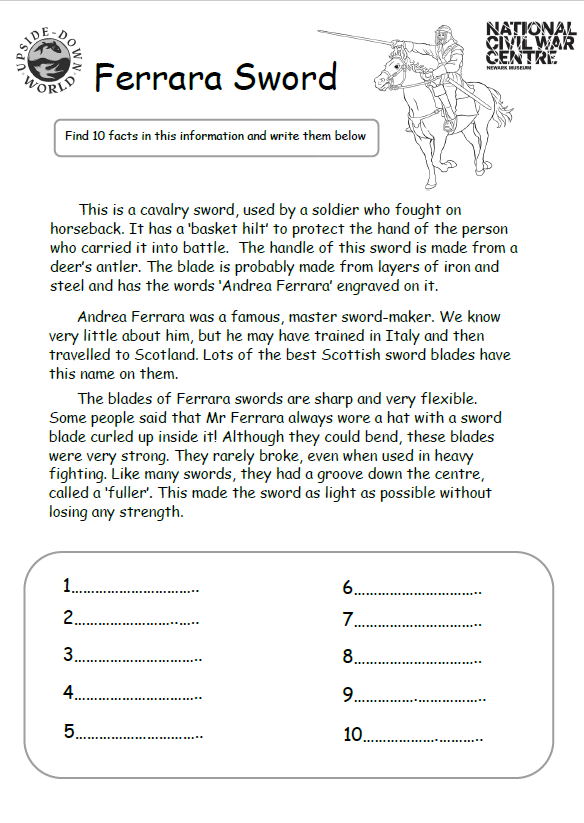 UPSIDE-DOWN WORLD
NATIONAL
CIVIL WAR
CENTRE
NEWARK MUSEUM
Ferrara Sword
Find 10 facts in this information and write them below
This is a cavalry sword, used by a soldier who fought on
horseback. It has a 'basket hilt' to protect the hand of the person
who carried it into battle.  The handle of this sword is made from a
deer's antler. The blade is probably made from layers of iron and
steel and has the words 'Andrea Ferrara' engraved on it.
Andrea Ferrara was a famous, master sword-maker. We know
very little about him, but he may have trained in Italy and then
travelled to Scotland. Lots of the best Scottish sword blades have
this name on them.
The blades of Ferrara swords are sharp and very flexible.
Some people said that Mr Ferrara always wore a hat with a sword
blade curled up inside it! Although they could bend, these blades
were very strong. They rarely broke, even when used in heavy
fighting. Like many swords, they had a groove down the centre,
called a 'fuller'. This made the sword as light as possible without
losing any strength.
1…………………………..
2……………………..…..
3…………………………..
4…………………………..
5…………………………..
6…………………………..
7…………………………..
8…………………………..
9…………….……………..
10……………….………..